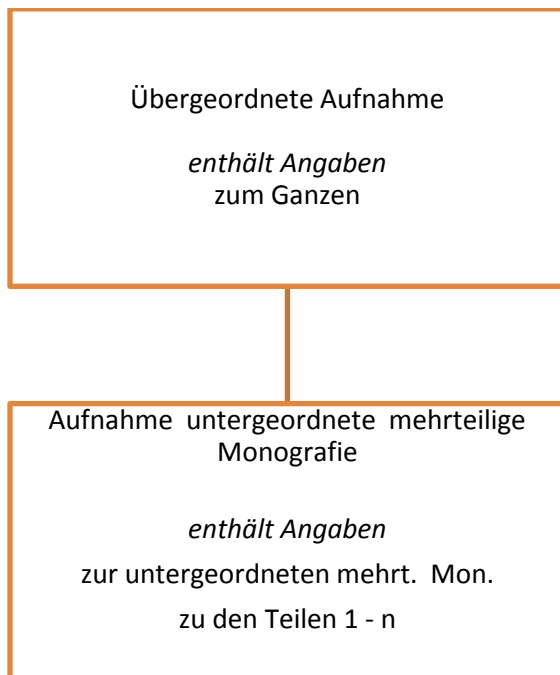 Übergeordnete Aufnahme
enthält Angaben
zum Ganzen
Aufnahme untergeordnete mehrteilige
Monografie
enthält Angaben
zur untergeordneten mehrt. Mon.
zu den Teilen 1 - n